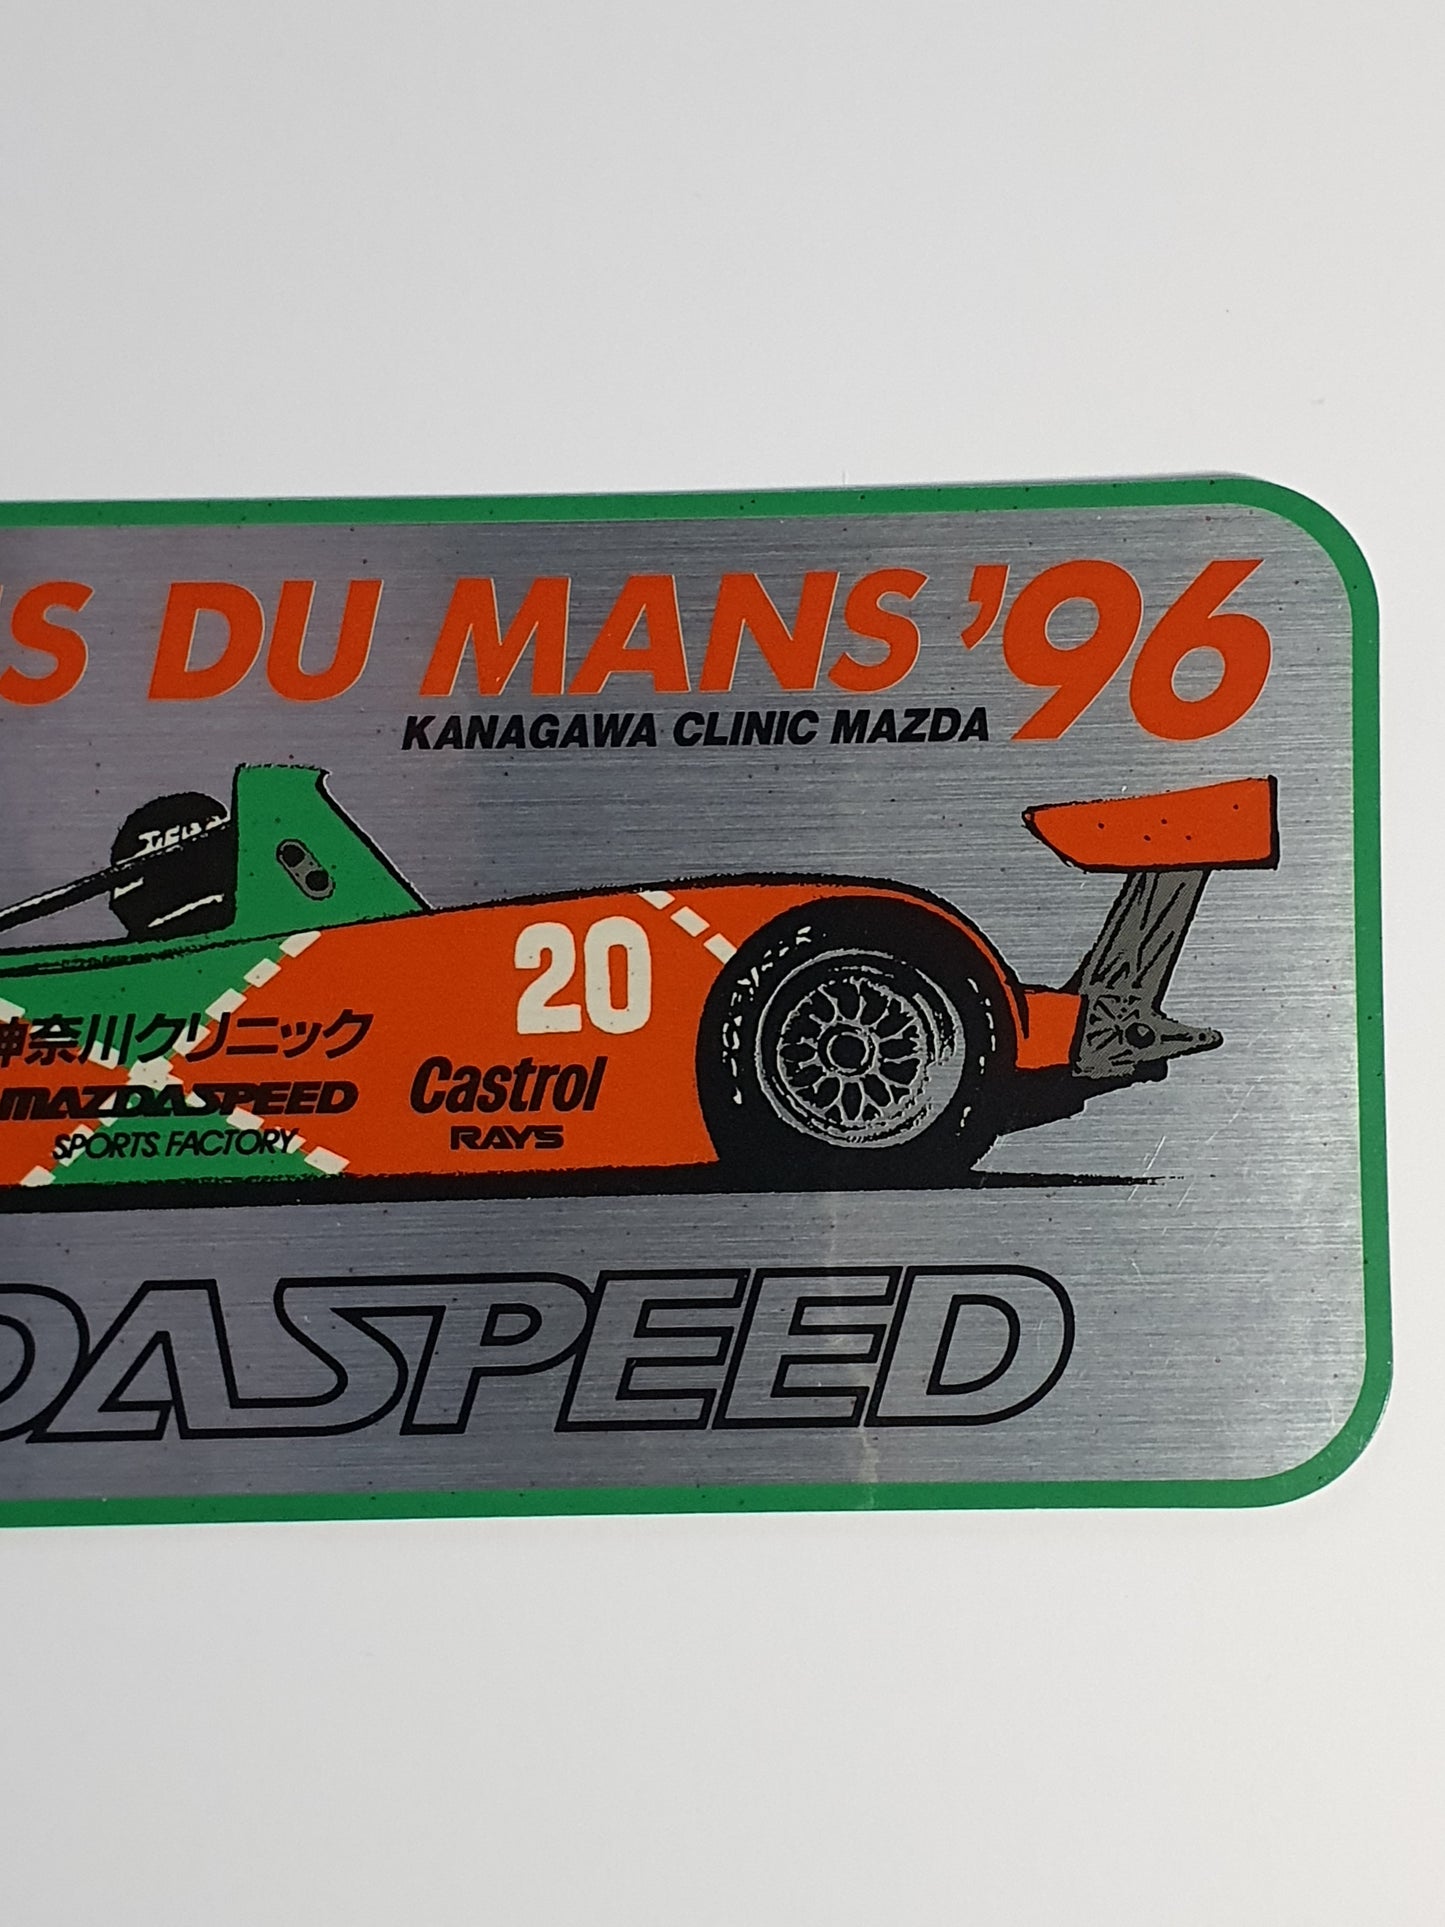 S DU MANS '96
KANAGAWA CLINIC MAZDA
20
神奈川クリニック
MAZDASPEED
SPORTS FACTORY
Castrol
RAYS
DASPEED